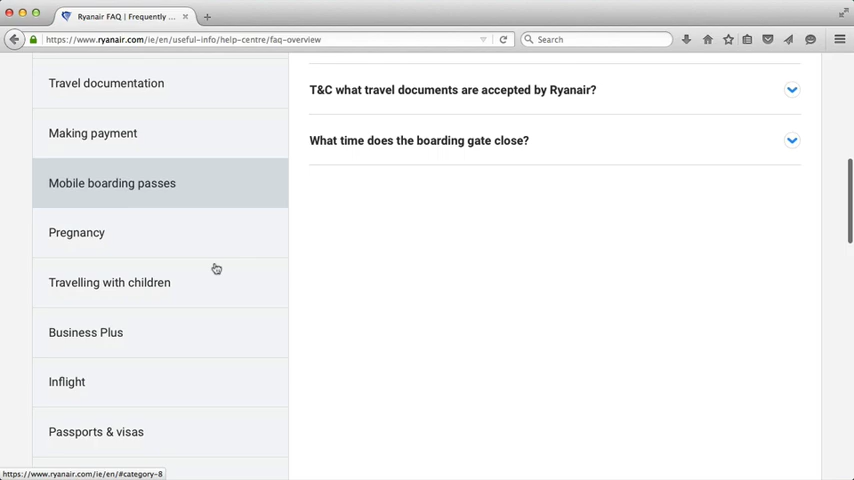 Ryanair FAQ | Frequently ...
https://www.ryanair.com/ie/en/useful-info/help-centre/faq-overview
Search
Travel documentation
Making payment
Mobile boarding passes
Pregnancy
Travelling with children
Business Plus
Inflight
Passports & visas
T&C what travel documents are accepted by Ryanair?
What time does the boarding gate close?
https://www.ryanair.com/ie/en/#category-8